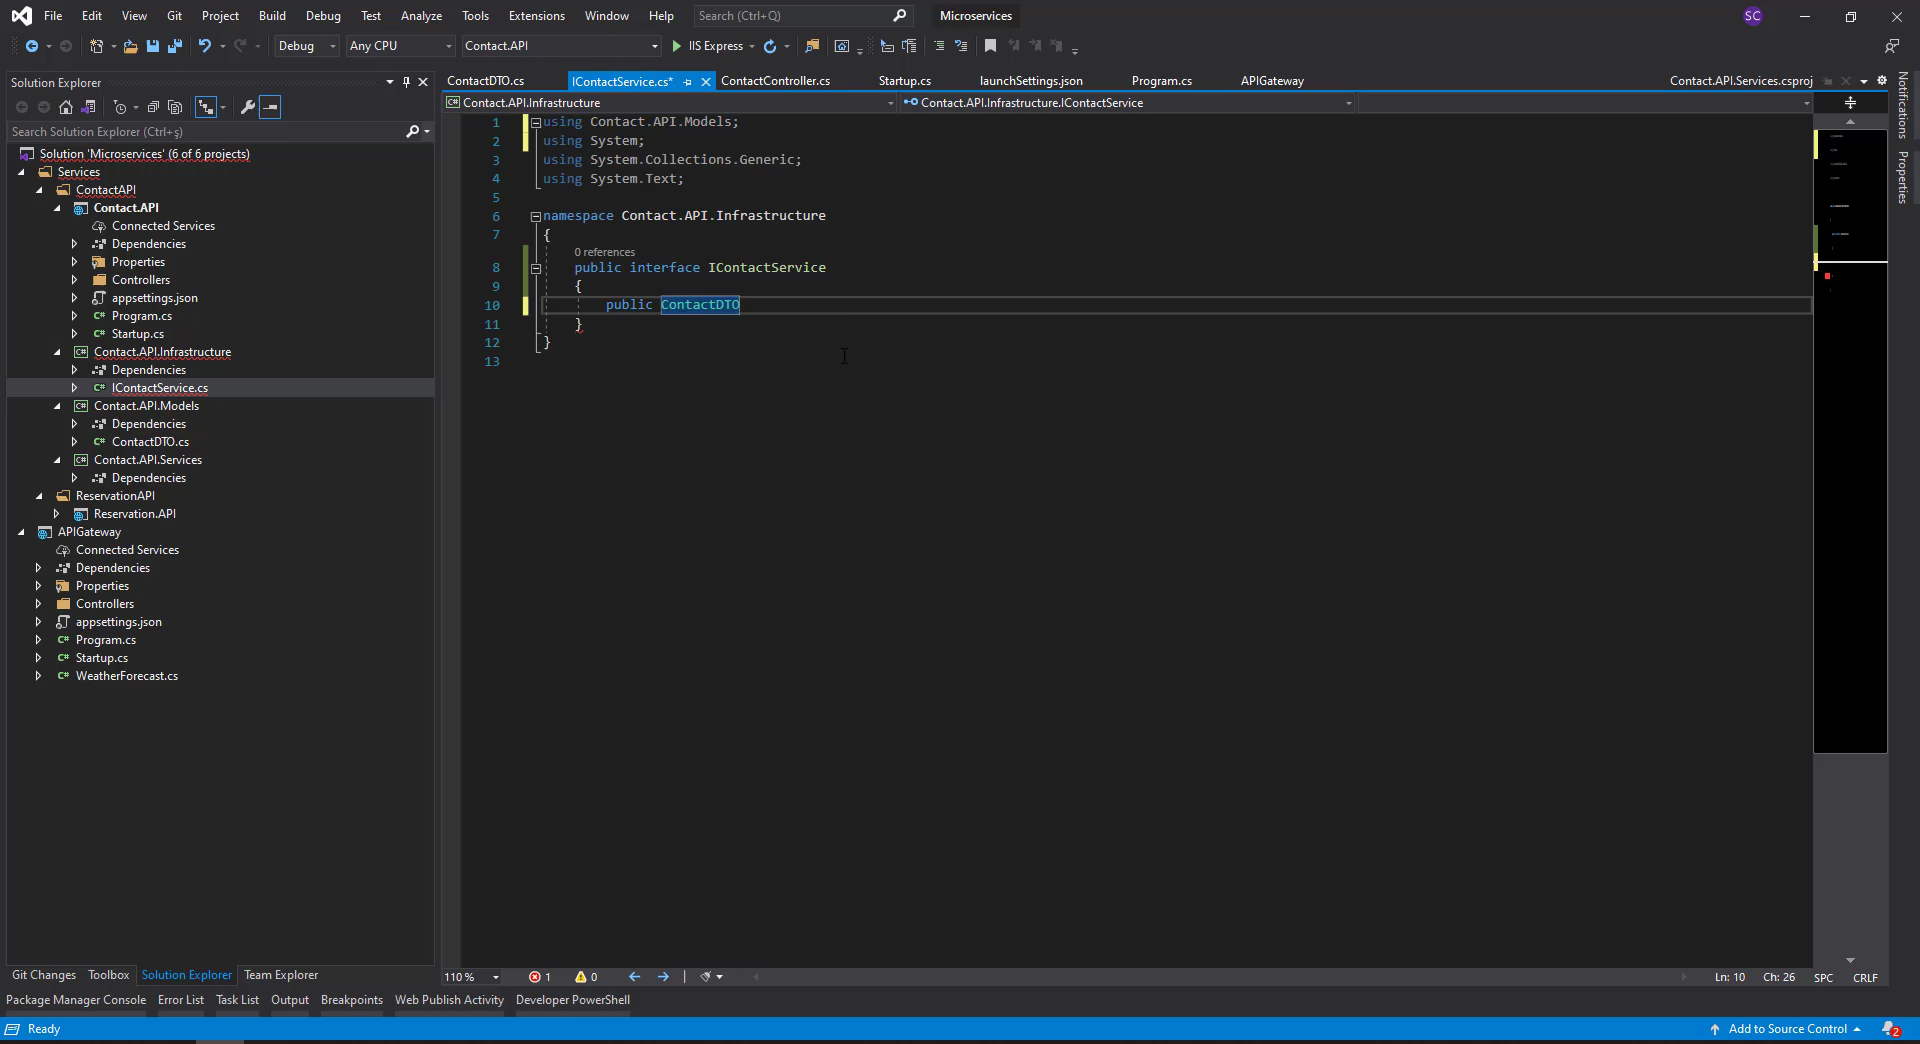 File Edit View Git Project Build Debug Test Analyze Tools Extensions Window Help Search (Ctrl+Q) Microservices SC
Debug Any CPU Contact.API IIS Express
Solution Explorer
Search Solution Explorer (Ctrl+ş)
Solution 'Microservices' (6 of 6 projects)
Services
ContactAPI
Contact.API
Connected Services
Dependencies
Properties
Controllers
appsettings.json
Program.cs
Startup.cs
Contact.API.Infrastructure
Dependencies
IContactService.cs
Contact.API.Models
Dependencies
ContactDTO.cs
Contact.API.Services
Dependencies
ReservationAPI
Reservation.API
APIGateway
Connected Services
Dependencies
Properties
Controllers
appsettings.json
Program.cs
Startup.cs
WeatherForecast.cs
Git Changes Toolbox Solution Explorer Team Explorer
ContactDTO.cs IContactService.cs* ContactController.cs Startup.cs launchSettings.json Program.cs APIGateway Contact.API.Services.csproj
Contact.API.Infrastructure Contact.API.Infrastructure.IContactService
1 using Contact.API.Models;
2 using System;
3 using System.Collections.Generic;
4 using System.Text;
5
6 namespace Contact.API.Infrastructure
7 {
0 references
8 public interface IContactService
9 {
10 public ContactDTO
11 }
12 }
13
110 % 1 0 Ln: 10 Ch: 26 SPC CRLF
Notifications
Properties
Package Manager Console Error List Task List Output Breakpoints Web Publish Activity Developer PowerShell
Ready Add to Source Control 2